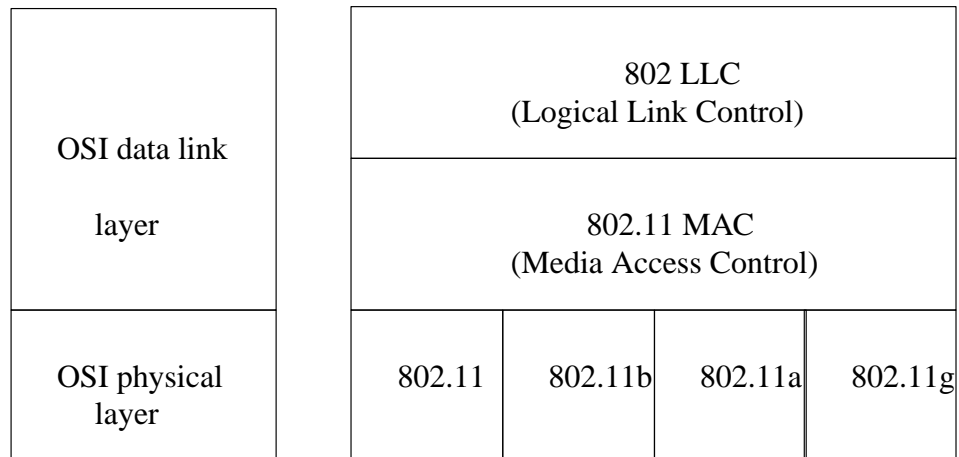 OSI data link
layer
802 LLC
(Logical Link Control)
802.11 MAC
(Media Access Control)
OSI physical
layer
802.11
802.11b
802.11a
802.11g